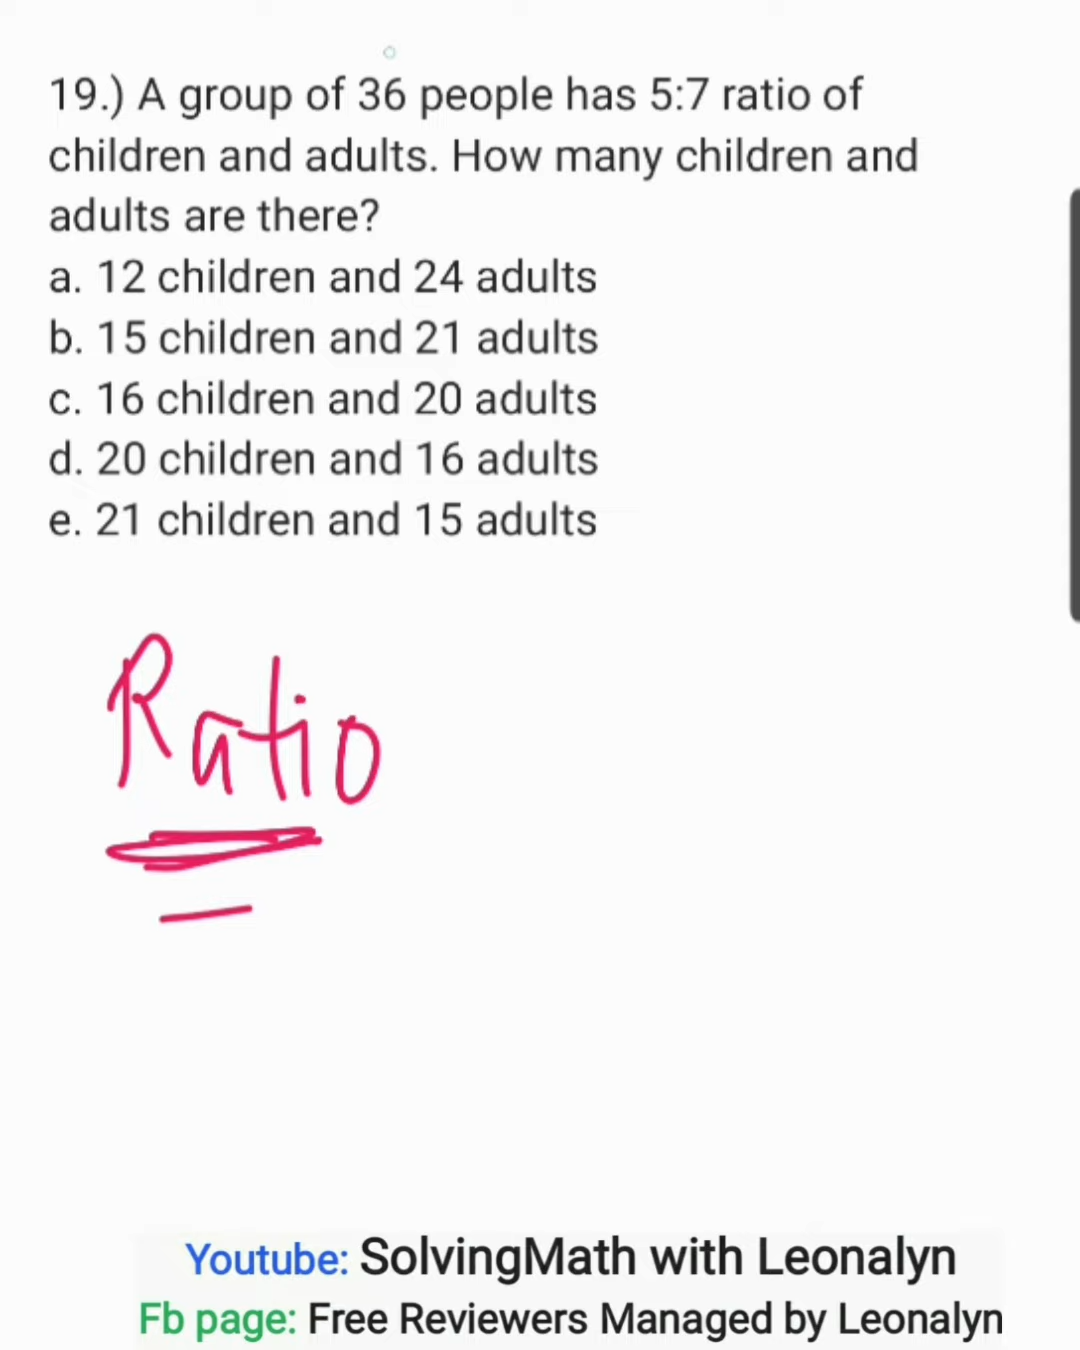 19.) A group of 36 people has 5:7 ratio of
children and adults. How many children and
adults are there?
a. 12 children and 24 adults
b. 15 children and 21 adults
c. 16 children and 20 adults
d. 20 children and 16 adults
e. 21 children and 15 adults
Ratio
Youtube: SolvingMath with Leonalyn
Fb page: Free Reviewers Managed by Leonalyn